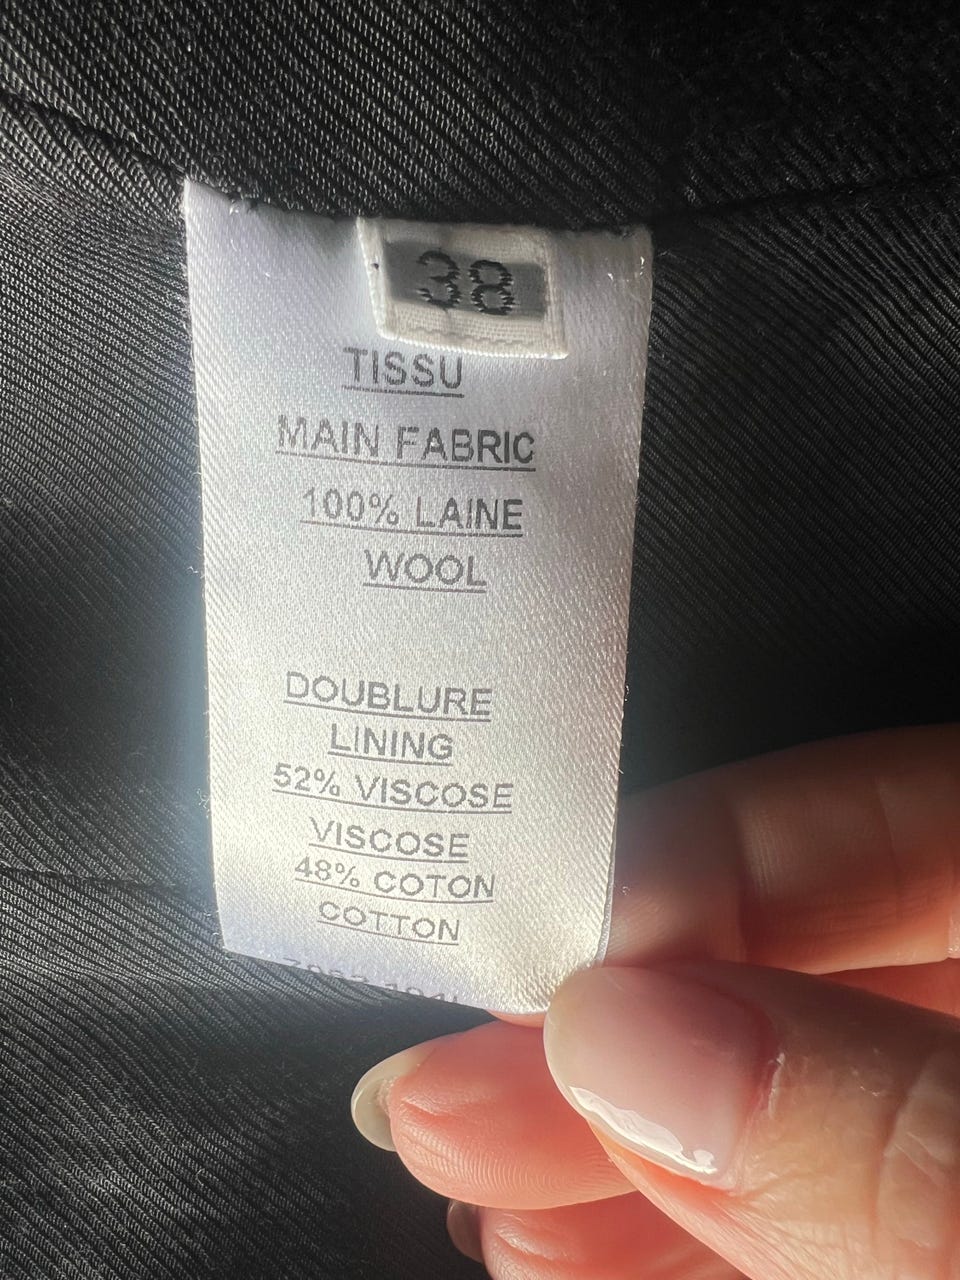 38
TISSU
MAIN FABRIC
100% LAINE
WOOL
DOUBLURE
LINING
52% VISCOSE
VISCOSE
48% COTON
COTTON